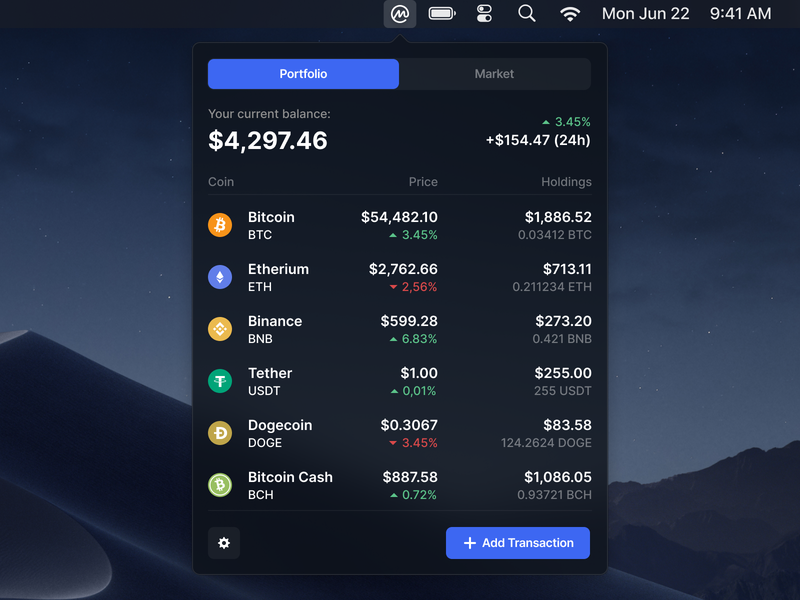 Mon Jun 22 9:41 AM
Portfolio Market
Your current balance:
$4,297.46
3.45%
+$154.47 (24h)
Coin Price Holdings
Bitcoin $54,482.10 $1,886.52
BTC 3.45% 0.03412 BTC
Etherium $2,762.66 $713.11
ETH 2,56% 0.211234 ETH
Binance $599.28 $273.20
BNB 6.83% 0.421 BNB
Tether $1.00 $255.00
USDT 0,01% 255 USDT
Dogecoin $0.3067 $83.58
DOGE 3.45% 124.2624 DOGE
Bitcoin Cash $887.58 $1,086.05
BCH 0.72% 0.93721 BCH
Add Transaction